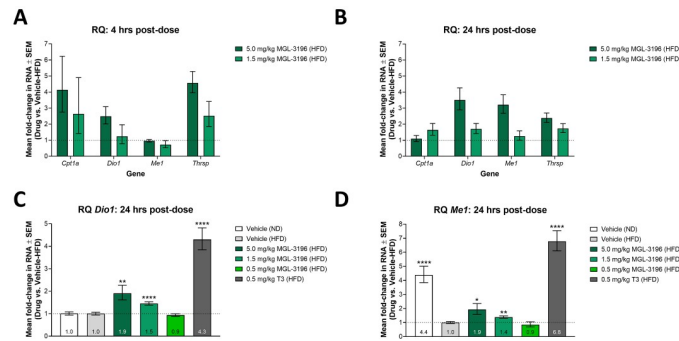 A
RQ: 4 hrs post-dose
Mean fold-change in RNA ± SEM
(Drug vs. Vehicle-HFD)
7
6
5
4
3
2
1
0
Cpt1a
Dio1
Me1
Thrsp
Gene
5.0 mg/kg MGL-3196 (HFD)
1.5 mg/kg MGL-3196 (HFD)
B
RQ: 24 hrs post-dose
Mean fold-change in RNA ± SEM
(Drug vs. Vehicle-HFD)
7
6
5
4
3
2
1
0
Cpt1a
Dio1
Me1
Thrsp
Gene
5.0 mg/kg MGL-3196 (HFD)
1.5 mg/kg MGL-3196 (HFD)
C
RQ Dio1: 24 hrs post-dose
Mean fold-change in RNA ± SEM
(Drug vs. Vehicle-HFD)
5
4
3
2
1
0
**
****
****
1.0
1.0
1.9
1.5
0.9
4.3
Vehicle (ND)
Vehicle (HFD)
5.0 mg/kg MGL-3196 (HFD)
1.5 mg/kg MGL-3196 (HFD)
0.5 mg/kg MGL-3196 (HFD)
0.5 mg/kg T3 (HFD)
D
RQ Me1: 24 hrs post-dose
Mean fold-change in RNA ± SEM
(Drug vs. Vehicle-HFD)
8
7
6
5
4
3
2
1
0
****
*
**
****
4.4
1.0
1.9
1.4
6.8
Vehicle (ND)
Vehicle (HFD)
5.0 mg/kg MGL-3196 (HFD)
1.5 mg/kg MGL-3196 (HFD)
0.5 mg/kg MGL-3196 (HFD)
0.5 mg/kg T3 (HFD)